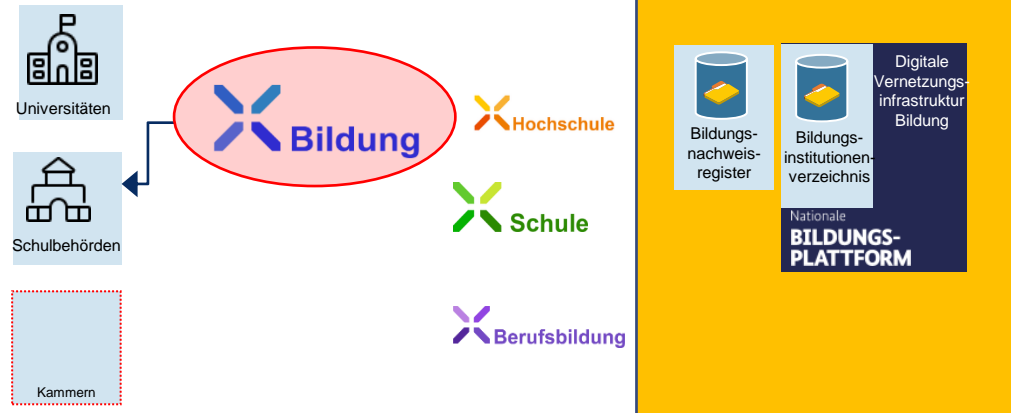 Universitäten
Schulbehörden
Kammern
Bildung
Hochschule
Schule
Berufsbildung
Bildungs-
nachweis-
register
Bildungs-
institutionen-
verzeichnis
Digitale
Vernetzungs-
infrastruktur
Bildung
Nationale
BILDUNGS-
PLATTFORM